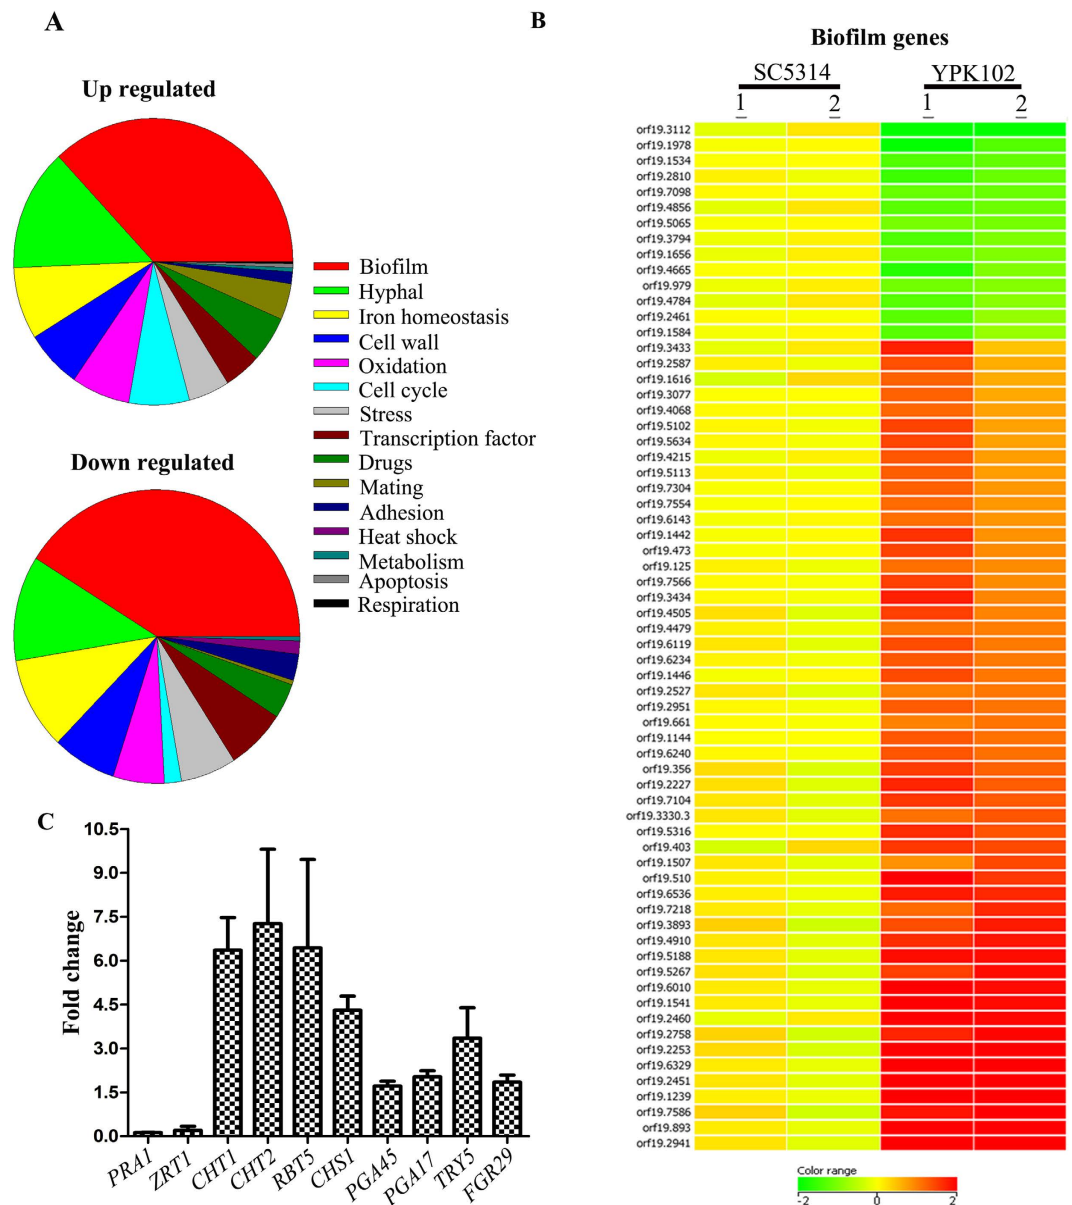 A
Up regulated
Down regulated
Biofilm
Hyphal
Iron homeostasis
Cell wall
Oxidation
Cell cycle
Stress
Transcription factor
Drugs
Mating
Adhesion
Heat shock
Metabolism
Apoptosis
Respiration
B
Biofilm genes
SC5314 YPK102
1 2 1 2
orf19.3112
orf19.1978
orf19.1534
orf19.2810
orf19.7098
orf19.4856
orf19.5065
orf19.3794
orf19.1656
orf19.4665
orf19.979
orf19.4784
orf19.2461
orf19.1584
orf19.3433
orf19.2587
orf19.1616
orf19.3077
orf19.4068
orf19.5102
orf19.5634
orf19.4215
orf19.5113
orf19.7304
orf19.7554
orf19.6143
orf19.1442
orf19.473
orf19.125
orf19.7566
orf19.3434
orf19.4505
orf19.4479
orf19.6119
orf19.6234
orf19.1446
orf19.2527
orf19.2951
orf19.661
orf19.1144
orf19.6240
orf19.356
orf19.2227
orf19.7104
orf19.3330.3
orf19.5316
orf19.403
orf19.1507
orf19.510
orf19.6536
orf19.7218
orf19.3893
orf19.4910
orf19.5188
orf19.5267
orf19.6010
orf19.1541
orf19.2460
orf19.2758
orf19.2253
orf19.6329
orf19.2451
orf19.1239
orf19.7586
orf19.893
orf19.2941
Color range
-2 0 2
C
Fold change
10.5
9.0
7.5
6.0
4.5
3.0
1.5
0.0
PRA1 ZRT1 CHT1 CHT2 RBT5 CHS1 PGA45 PGA17 TRY5 FGR29